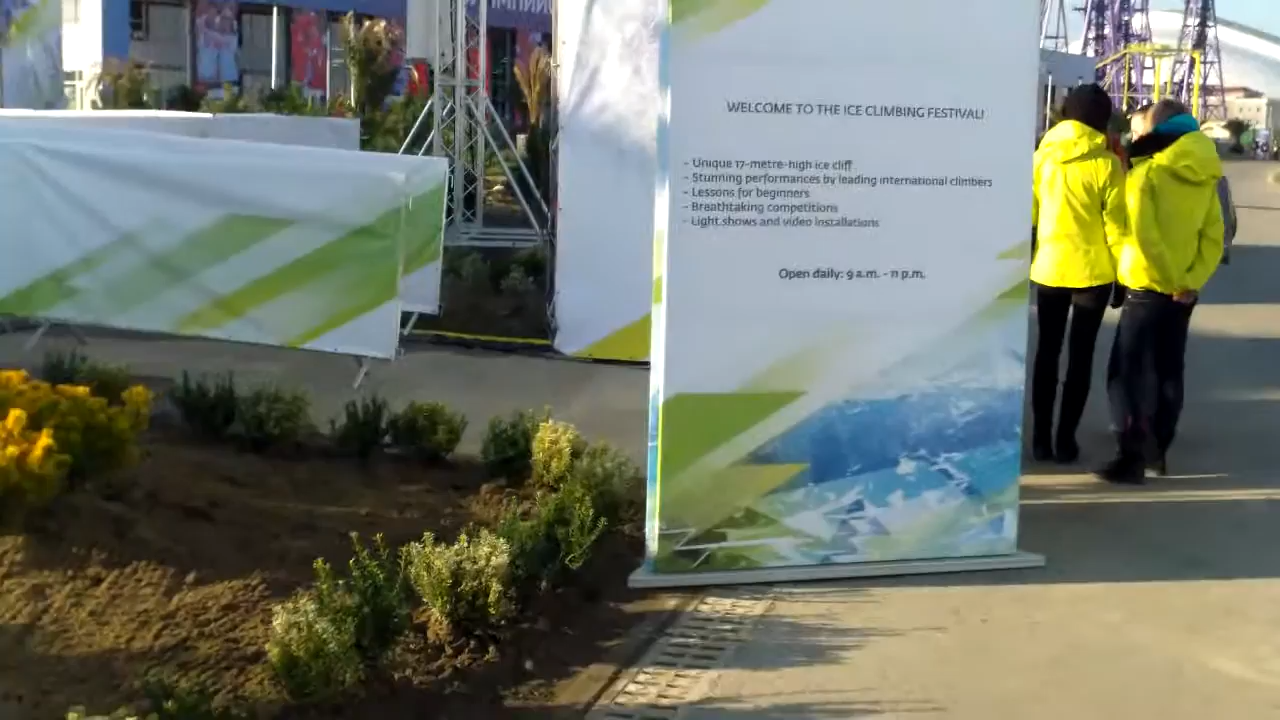 WELCOME TO THE ICE CLIMBING FESTIVAL!
- Unique 17-metre-high ice cliff
- Stunning performances by leading international climbers
- Lessons for beginners
- Breathtaking competitions
- Light shows and video installations
Open daily: 9 a.m. - 11 p.m.